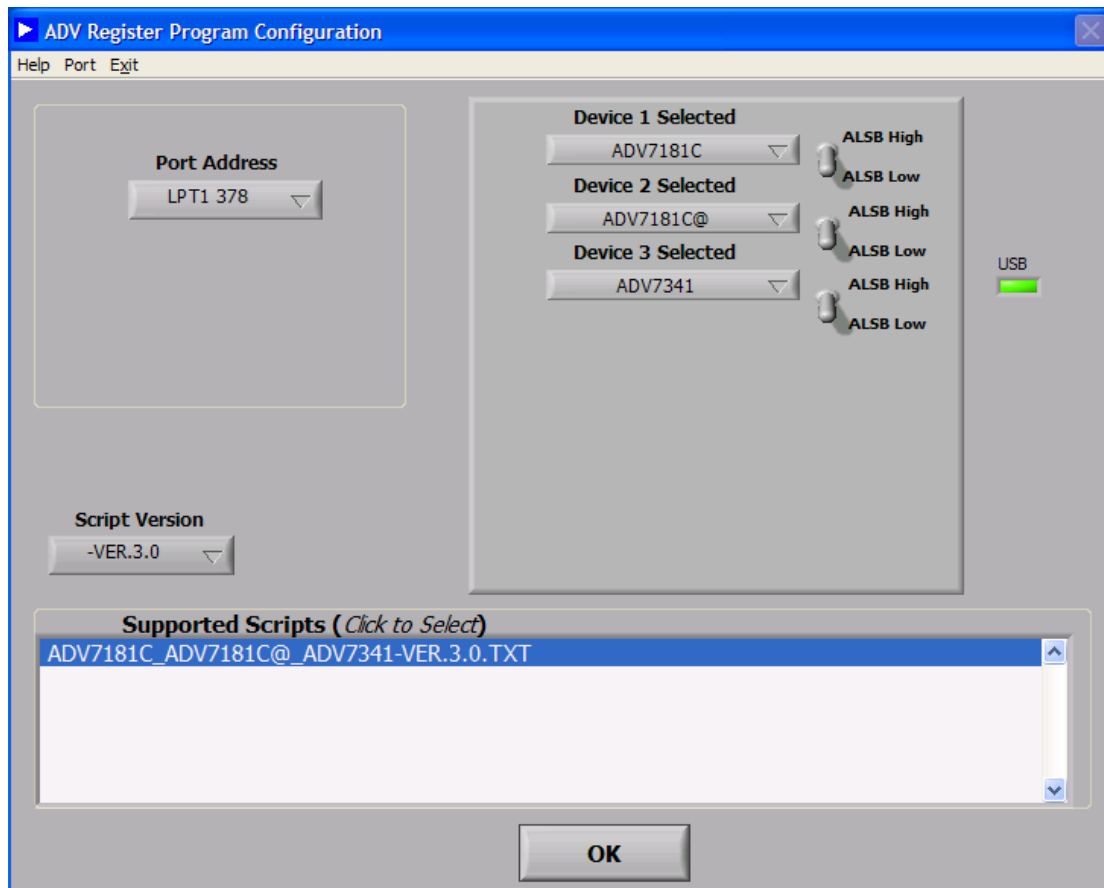 ADV Register Program Configuration
Help Port Exit
Port Address
LPT1 378
Device 1 Selected
ADV7181C
ALSB High
ALSB Low
Device 2 Selected
ADV7181C@
ALSB High
ALSB Low
Device 3 Selected
ADV7341
ALSB High
ALSB Low
USB
Script Version
-VER.3.0
Supported Scripts (Click to Select)
ADV7181C_ADV7181C@_ADV7341-VER.3.0.TXT
OK